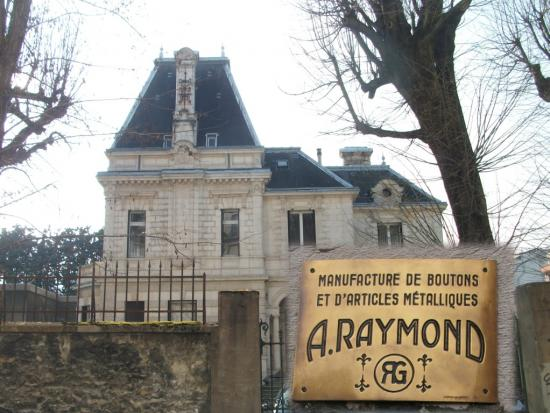 MANUFACTURE DE BOUTONS
ET D'ARTICLES MÉTALLIQUES
A.RAYMOND
RG